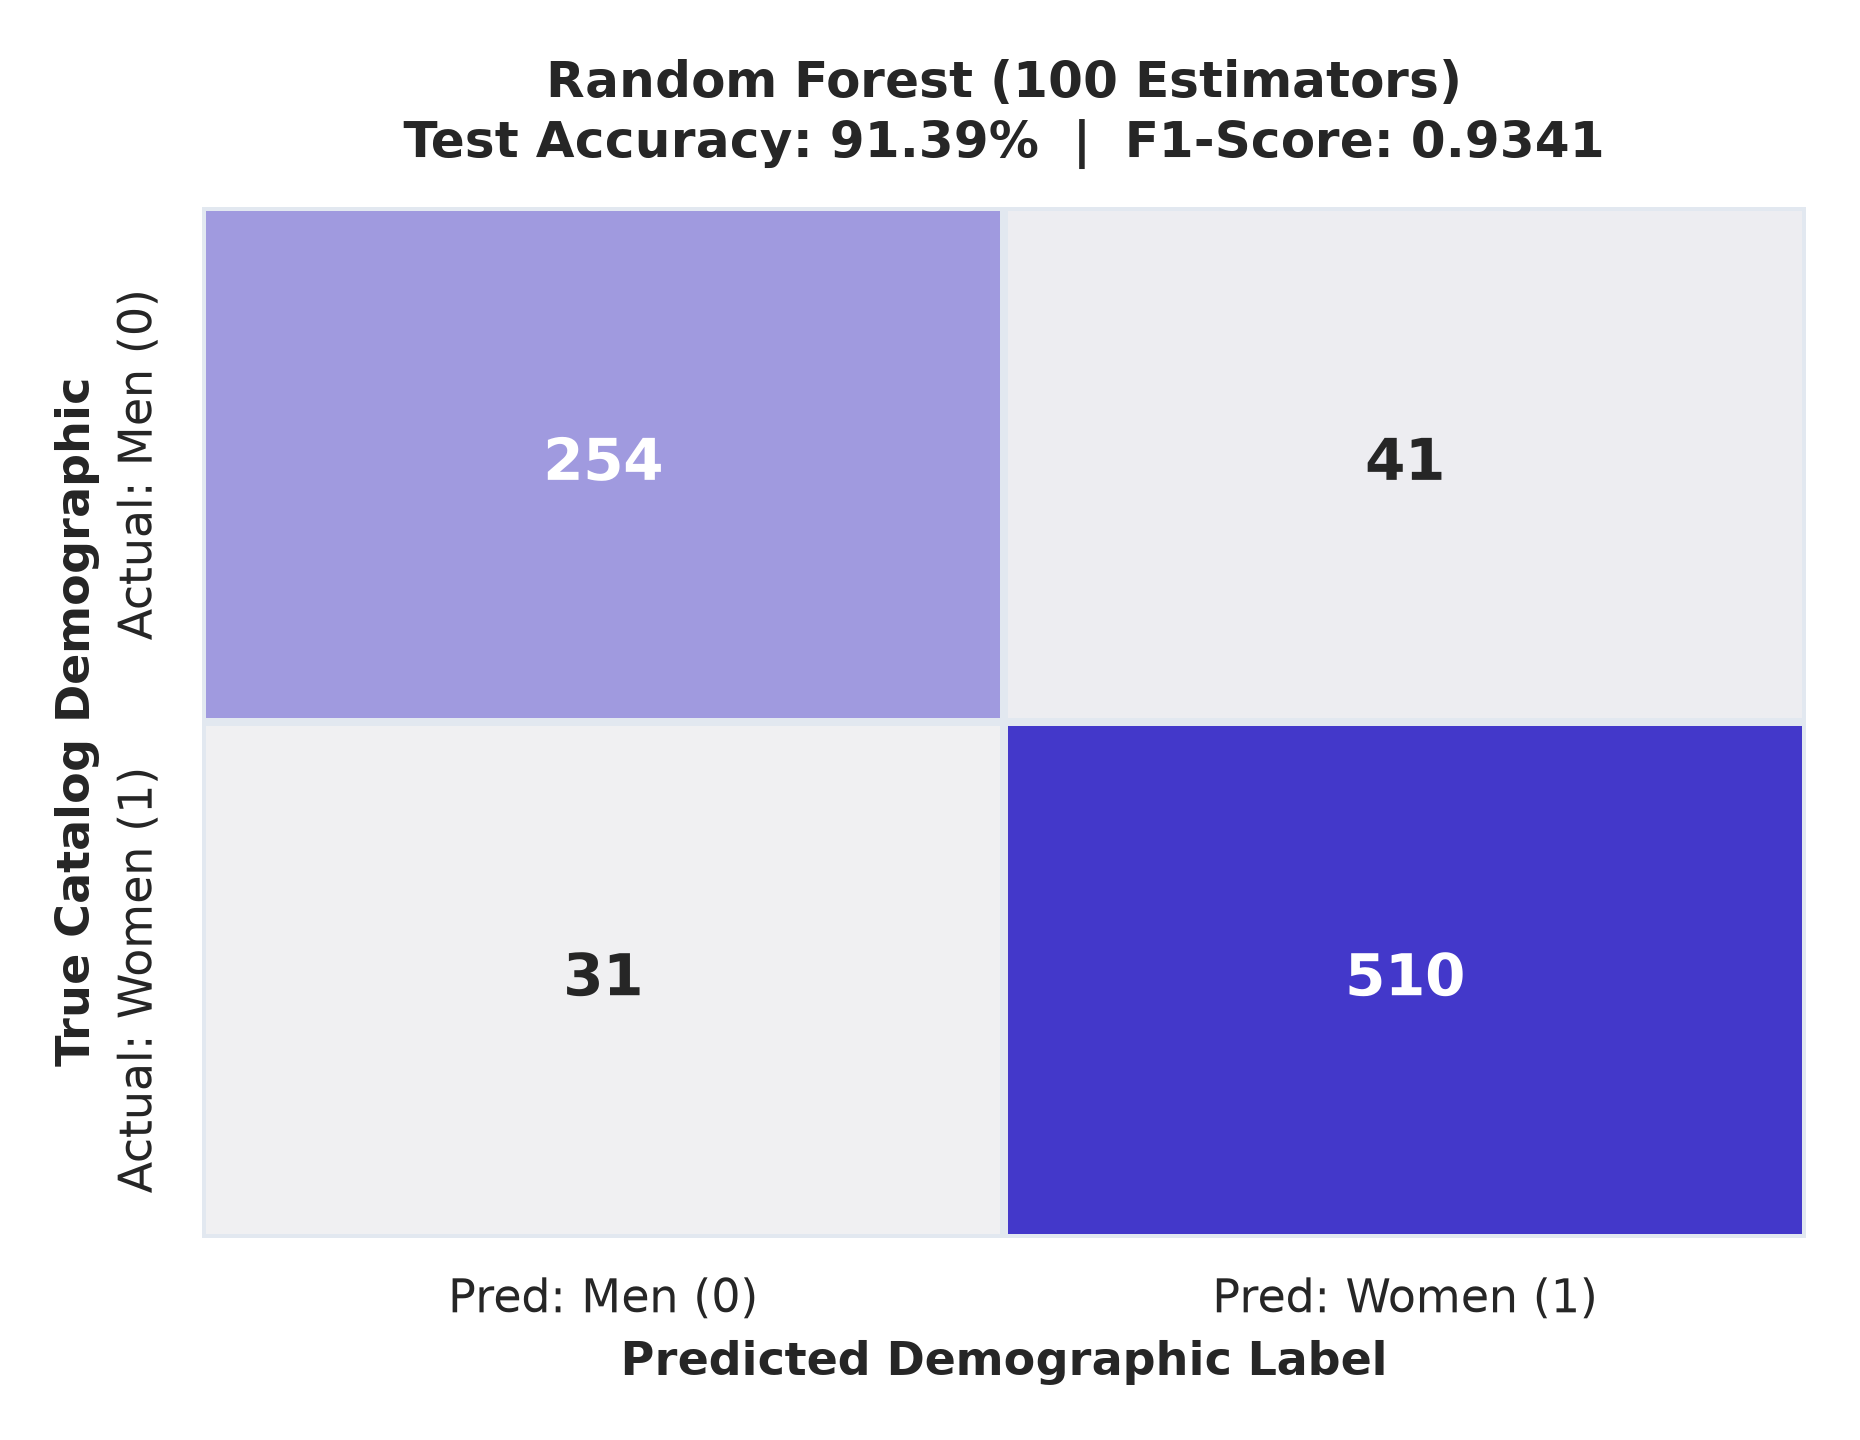 Random Forest (100 Estimators)
Test Accuracy: 91.39%  |  F1-Score: 0.9341
True Catalog Demographic
Actual: Men (0)
254
41
Actual: Women (1)
31
510
Pred: Men (0)
Pred: Women (1)
Predicted Demographic Label